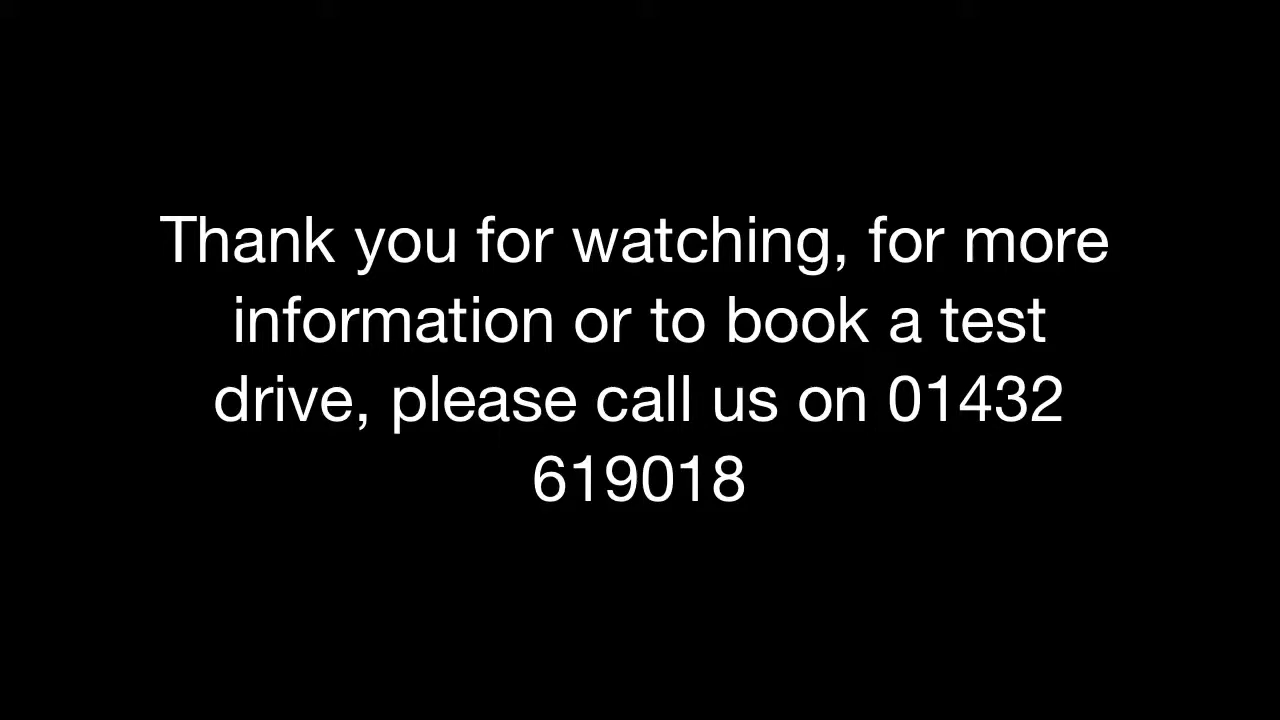 Thank you for watching, for more
information or to book a test
drive, please call us on 01432
619018